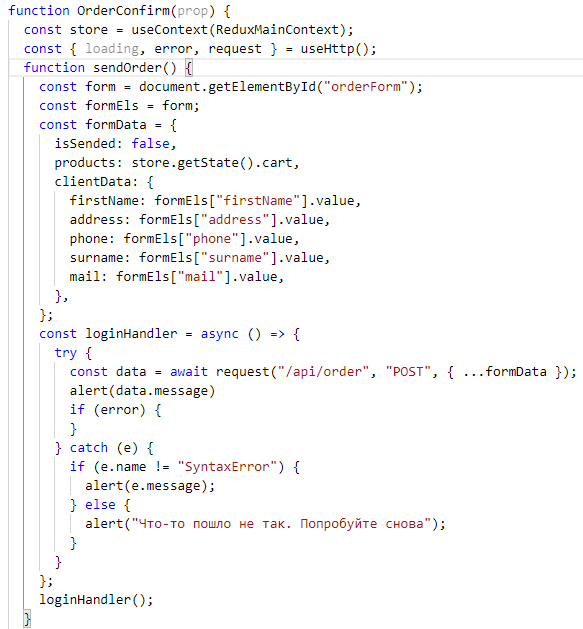 function OrderConfirm(prop) {
  const store = useContext(ReduxMainContext);
  const { loading, error, request } = useHttp();
  function sendOrder() {
    const form = document.getElementById("orderForm");
    const formEls = form;
    const formData = {
      isSended: false,
      products: store.getState().cart,
      clientData: {
        firstName: formEls["firstName"].value,
        address: formEls["address"].value,
        phone: formEls["phone"].value,
        surname: formEls["surname"].value,
        mail: formEls["mail"].value,
      },
    };
    const loginHandler = async () => {
      try {
        const data = await request("/api/order", "POST", { ...formData });
        alert(data.message)
        if (error) {
        }
      } catch (e) {
        if (e.name != "SyntaxError") {
          alert(e.message);
        } else {
          alert("Что-то пошло не так. Попробуйте снова");
        }
      }
    };
    loginHandler();
  }